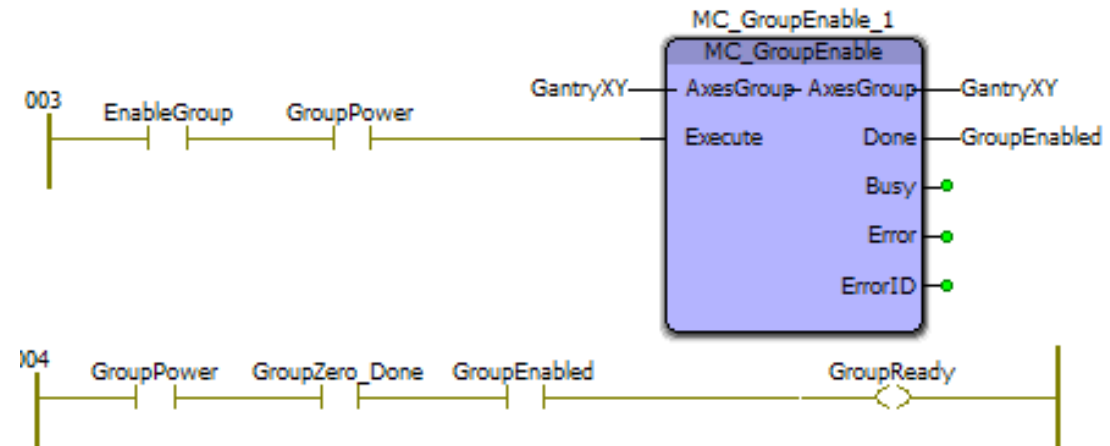 MC_GroupEnable_1
MC_GroupEnable
GantryXY AxesGroup AxesGroup GantryXY
003 EnableGroup GroupPower Execute Done GroupEnabled
Busy
Error
ErrorID
004 GroupPower GroupZero_Done GroupEnabled GroupReady